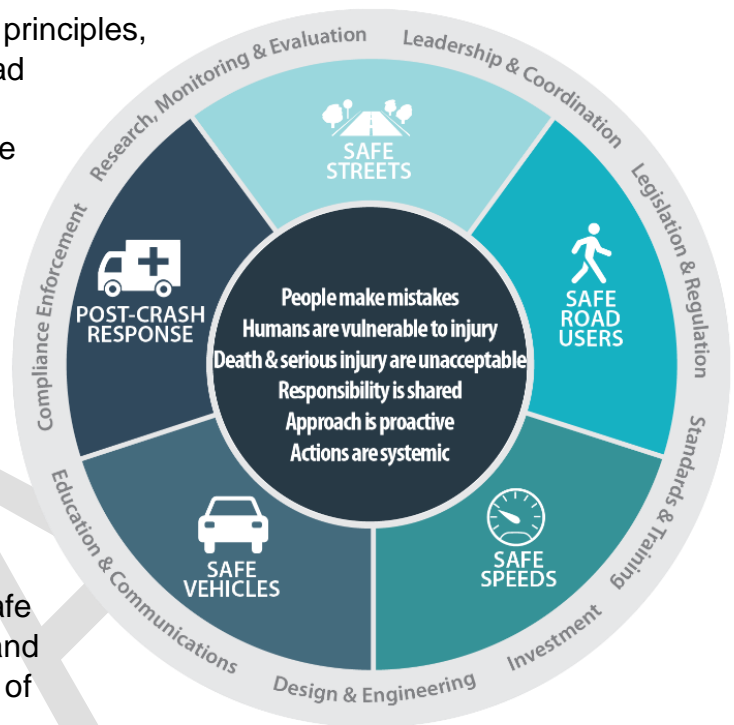 principles,
ad
e
afe
and
of
Research, Monitoring & Evaluation
Leadership & Coordination
Legislation & Regulation
Standards & Training
Investment
Design & Engineering
Education & Communications
Compliance Enforcement
SAFE
STREETS
SAFE
ROAD
USERS
SAFE
SPEEDS
SAFE
VEHICLES
POST-CRASH
RESPONSE
People make mistakes
Humans are vulnerable to injury
Death & serious injury are unacceptable
Responsibility is shared
Approach is proactive
Actions are systemic